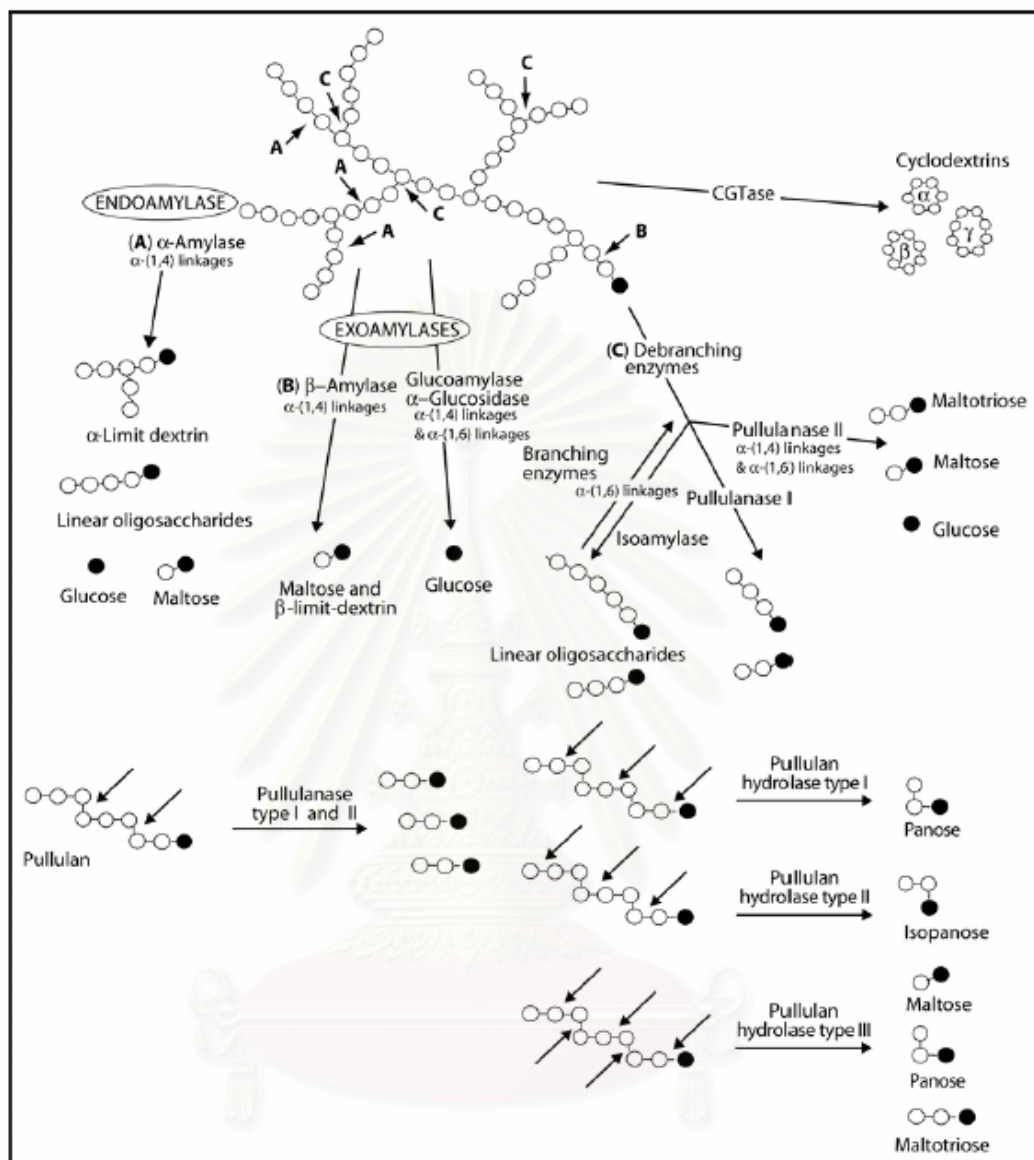 C
C
A
A
Cyclodextrins
CGTase
α
γ
β
ENDOAMYLASE
C
A
B
(A) α-Amylase
α-(1,4) linkages
EXOAMYLASES
(C) Debranching
enzymes
(B) β-Amylase
α-(1,4) linkages
Glucoamylase
α-Glucosidase
α-(1,4) linkages
& α-(1,6) linkages
α-Limit dextrin
Maltotriose
Pullulanase II
α-(1,4) linkages
& α-(1,6) linkages
Branching
enzymes
α-(1,6) linkages
Maltose
Pullulanase I
Linear oligosaccharides
Isoamylase
Glucose
Glucose
Maltose
Maltose and
β-limit-dextrin
Glucose
Linear oligosaccharides
Pullulan
Pullulanase
type I and II
Pullulan
hydrolase type I
Panose
Pullulan
hydrolase type II
Isopanose
Maltose
Pullulan
hydrolase type III
Panose
Maltotriose